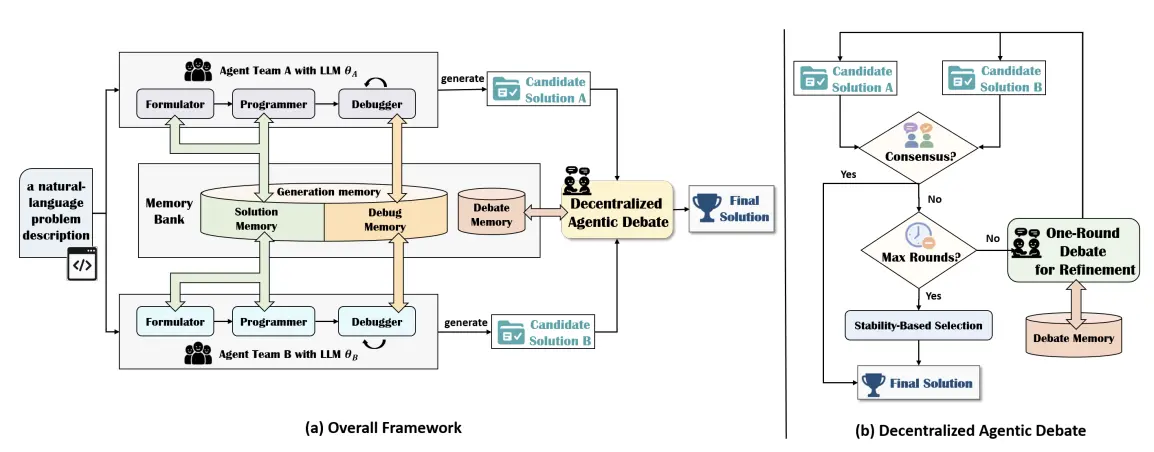 Agent Team A with LLM θ_A
Formulator
Programmer
Debugger
generate
Candidate
Solution A
a natural-
language
problem
description
</>
Memory
Bank
Generation memory
Solution
Memory
Debug
Memory
Debate
Memory
Decentralized
Agentic Debate
Final
Solution
Formulator
Programmer
Debugger
generate
Candidate
Solution B
Agent Team B with LLM θ_B
(a) Overall Framework
Candidate
Solution A
Candidate
Solution B
Consensus?
Yes
No
Max Rounds?
No
One-Round
Debate
for Refinement
Yes
Stability-Based Selection
Debate Memory
Final Solution
(b) Decentralized Agentic Debate